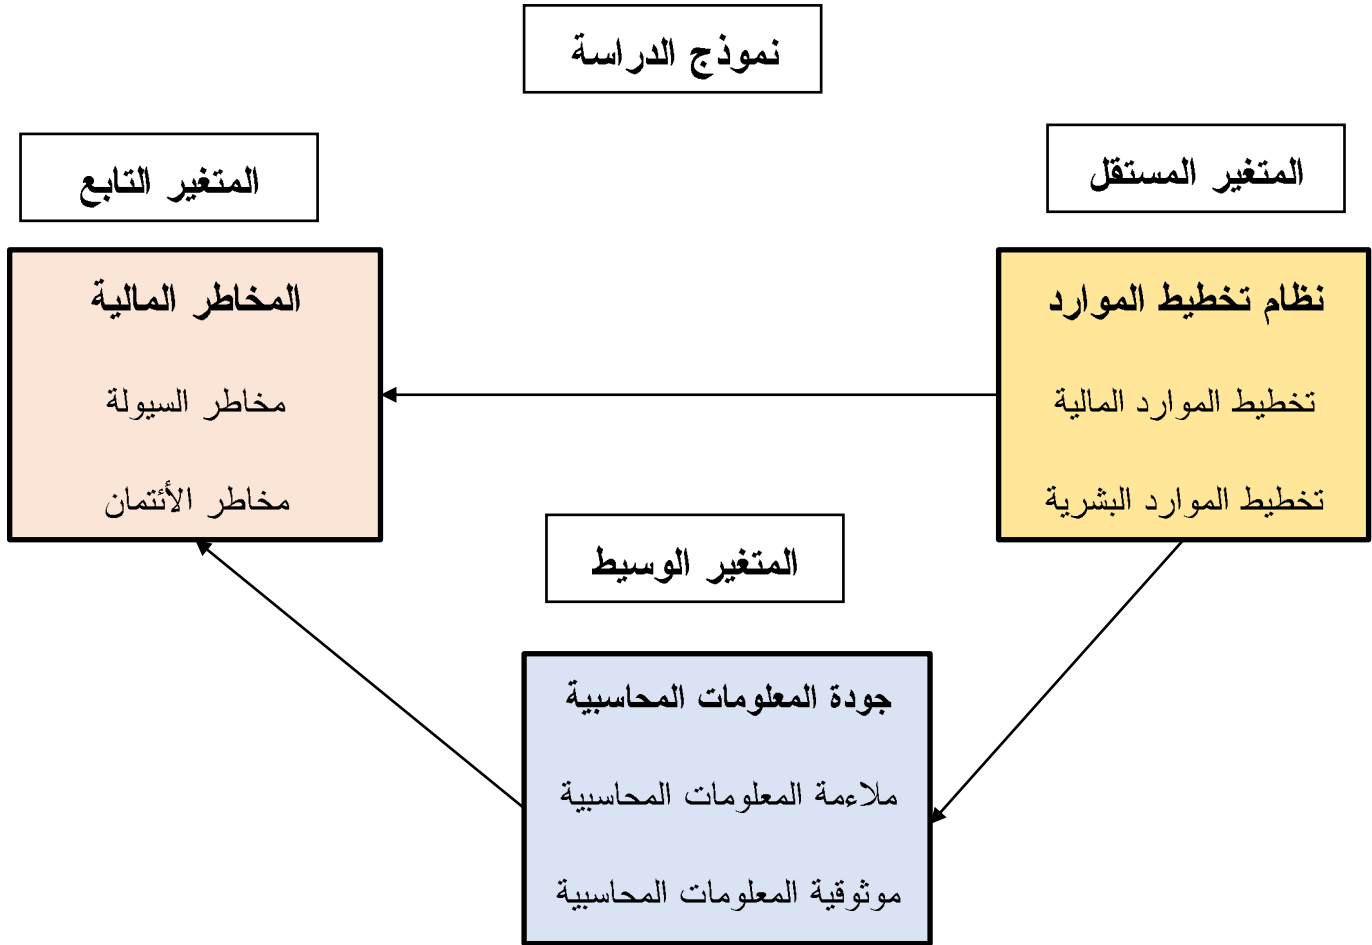 نموذج الدراسة
المتغير المستقل
نظام تخطيط الموارد
تخطيط الموارد المالية
تخطيط الموارد البشرية
المتغير التابع
المخاطر المالية
مخاطر السيولة
مخاطر الأئتمان
المتغير الوسيط
جودة المعلومات المحاسبية
ملاءمة المعلومات المحاسبية
موثوقية المعلومات المحاسبية